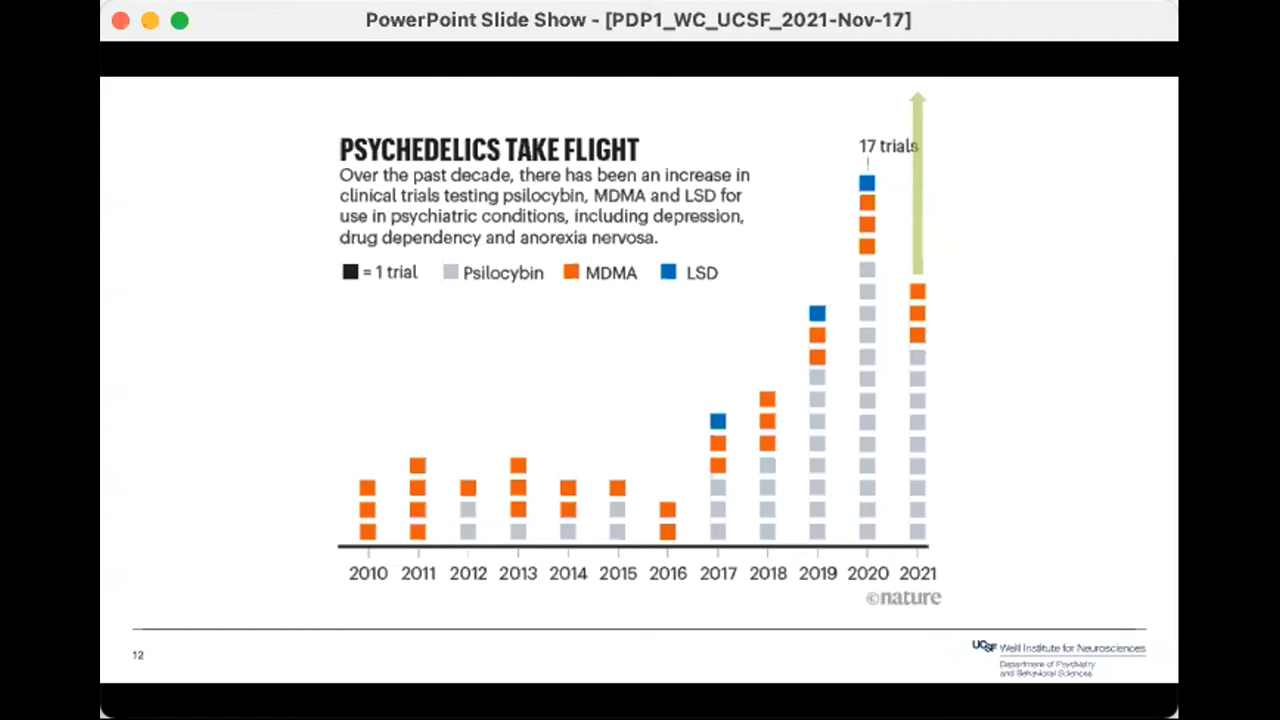 PowerPoint Slide Show - [PDP1_WC_UCSF_2021-Nov-17]
PSYCHEDELICS TAKE FLIGHT
Over the past decade, there has been an increase in
clinical trials testing psilocybin, MDMA and LSD for
use in psychiatric conditions, including depression,
drug dependency and anorexia nervosa.
= 1 trial Psilocybin MDMA LSD
17 trials
2010 2011 2012 2013 2014 2015 2016 2017 2018 2019 2020 2021
©nature
12
UCSF Weill Institute for Neurosciences
Department of Psychiatry
and Behavioral Sciences